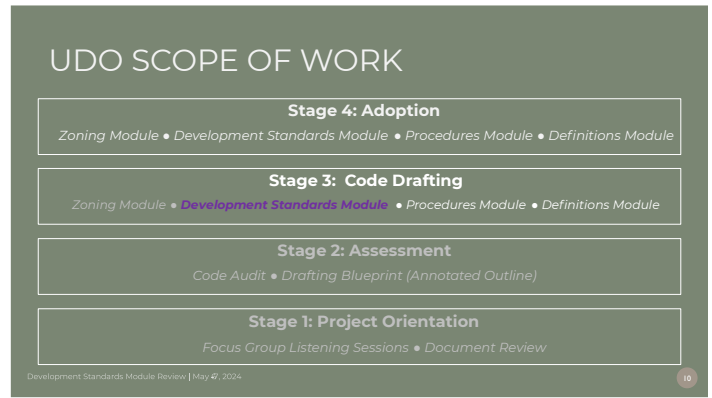 UDO SCOPE OF WORK
Stage 4: Adoption
Zoning Module ● Development Standards Module ● Procedures Module ● Definitions Module
Stage 3: Code Drafting
Zoning Module ● Development Standards Module ● Procedures Module ● Definitions Module
Stage 2: Assessment
Code Audit ● Drafting Blueprint (Annotated Outline)
Stage 1: Project Orientation
Focus Group Listening Sessions ● Document Review
Development Standards Module Review | May , 2024
10